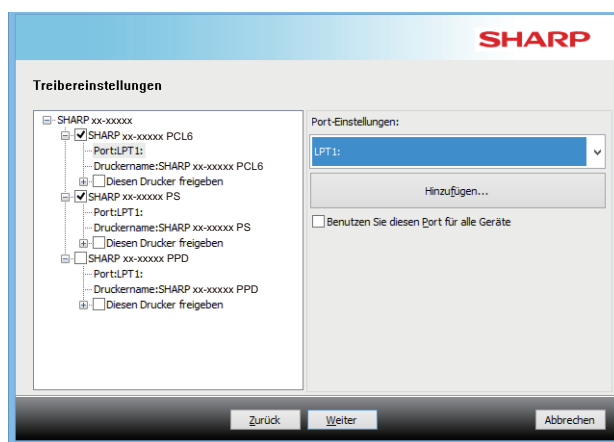 SHARP
Treibereinstellungen
SHARP xx-xxxxx
SHARP xx-xxxxx PCL6
Port:LPT1:
Druckername:SHARP xx-xxxxx PCL6
Diesen Drucker freigeben
SHARP xx-xxxxx PS
Port:LPT1:
Druckername:SHARP xx-xxxxx PS
Diesen Drucker freigeben
SHARP xx-xxxxx PPD
Port:LPT1:
Druckername:SHARP xx-xxxxx PPD
Diesen Drucker freigeben
Port-Einstellungen:
LPT1:
Hinzufügen...
Benutzen Sie diesen Port für alle Geräte
Zurück
Weiter
Abbrechen